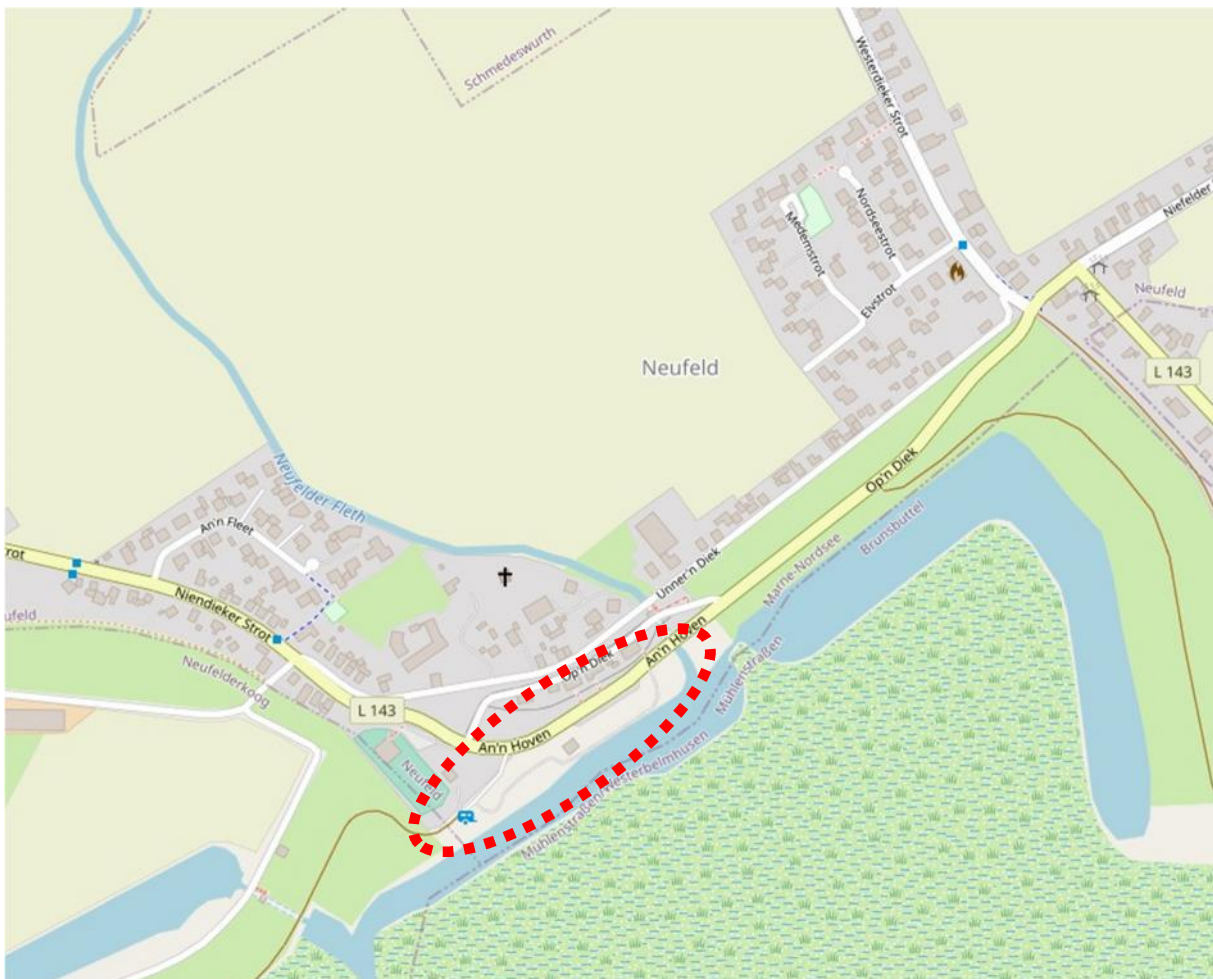 Schmedeswurth
Westerdieker Strot
Niefelder
Nordseestrot
Medemstrot
Elvstrot
Neufeld
L 143
Neufeld
Op'n Diek
Neufelder Fleth
An'n Fleet
Brunsbüttel
Marne-Nordsee
Unner'n Diek
rot
Niendieker Strot
ufeld
An'n Hoven
Op'n Diek
Mühlenstraßen
Neufelderkoog
L 143
An'n Hoven
Neufeld
Mühlenstraßen
Westerbelmhusen